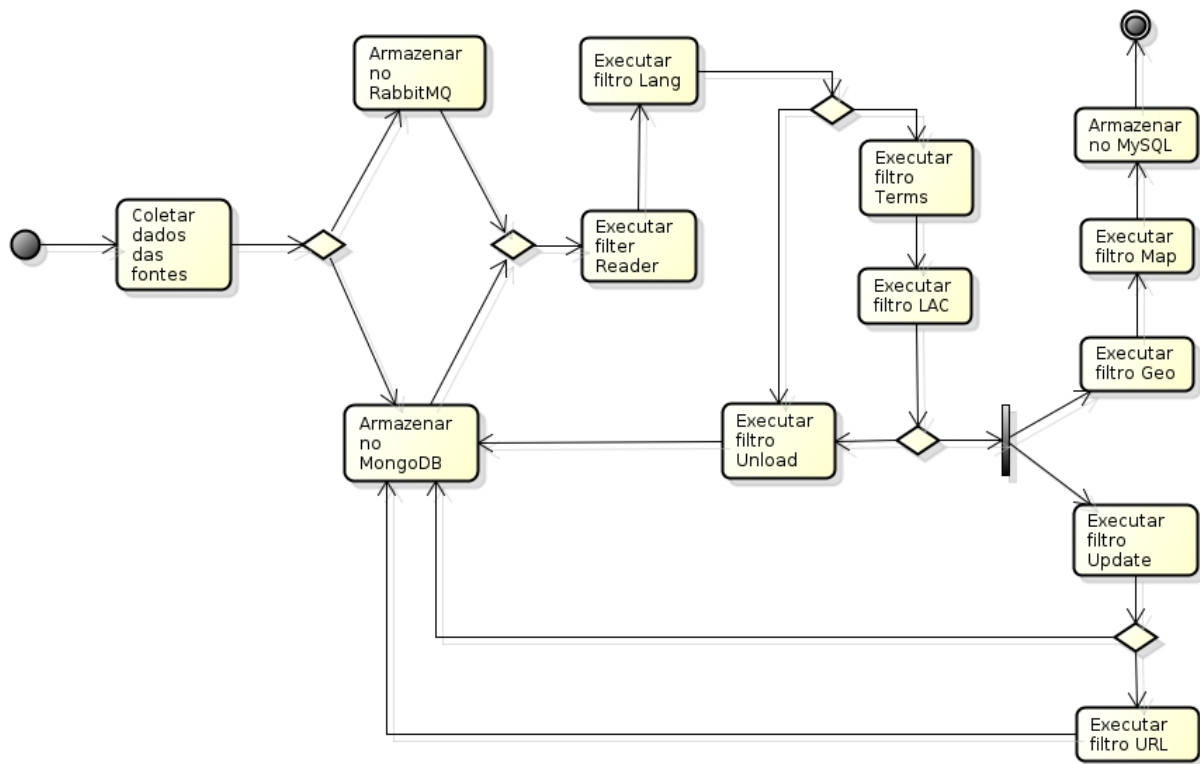 Armazenar
no
RabbitMQ
Executar
filtro Lang
Armazenar
no MySQL
Executar
filtro
Terms
Coletar
dados
das
fontes
Executar
filter
Reader
Executar
filtro Map
Executar
filtro LAC
Executar
filtro Geo
Armazenar
no
MongoDB
Executar
filtro
Unload
Executar
filtro
Update
Executar
filtro URL